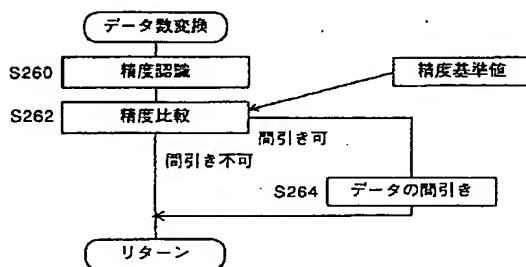 データ数変換
S260 精度認識
精度基準値
S262 精度比較
間引き可
間引き不可
S264 データの間引き
リターン